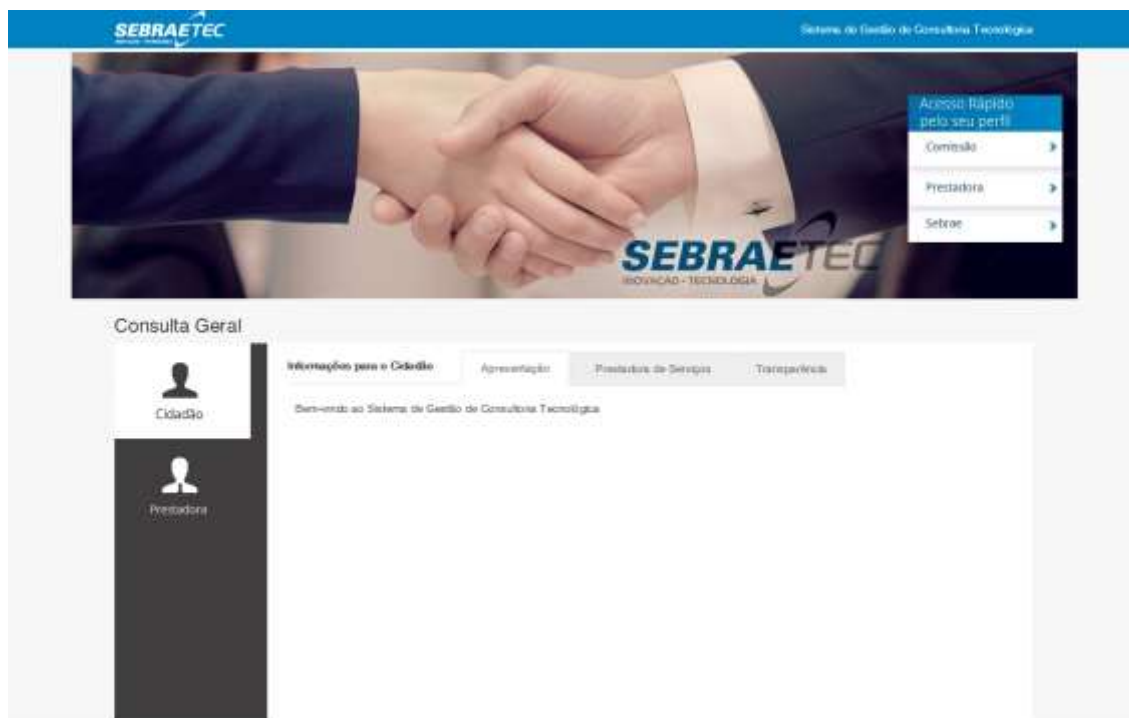 SEBRAETEC
Sistema de Gestão de Consultoria Tecnológica
Acesso Rápido
pelo seu perfil
Comissão
Prestadora
Sebrae
SEBRAETEC
INOVAÇÃO - TECNOLOGIA
Consulta Geral
Cidadão
Prestadora
Informações para o Cidadão
Apresentação
Prestadora de Serviços
Transparência
Bem-vindo ao Sistema de Gestão de Consultoria Tecnológica